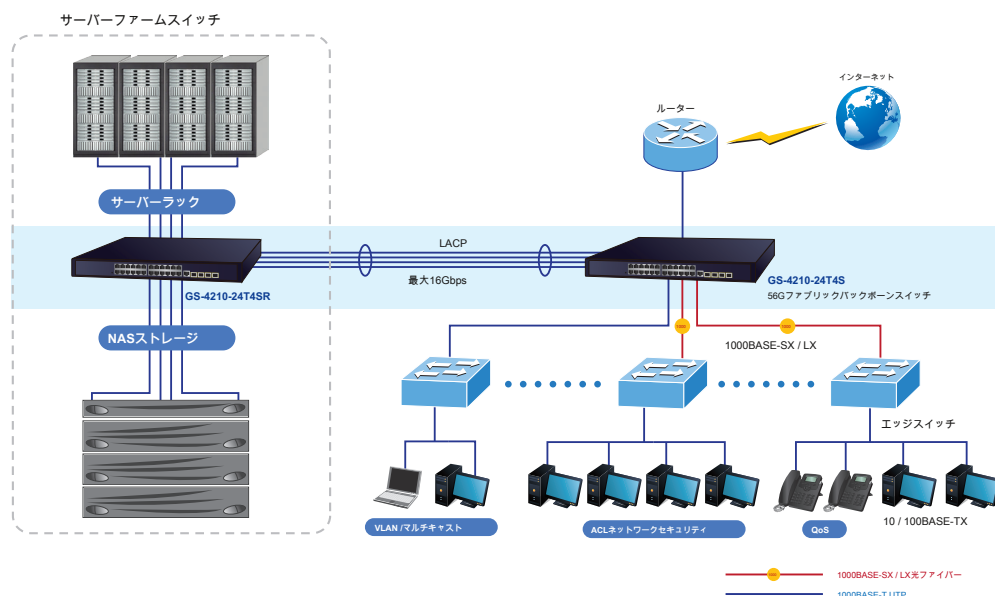 サーバーファームスイッチ
インターネット
ルーター
サーバーラック
LACP
最大16Gbps
GS-4210-24T4SR
GS-4210-24T4S
56Gファブリックバックボーンスイッチ
NASストレージ
1000BASE-SX / LX
エッジスイッチ
VLAN /マルチキャスト
ACLネットワークセキュリティ
QoS
10 / 100BASE-TX
1000BASE-SX / LX光ファイバー
1000BASE-T UTP